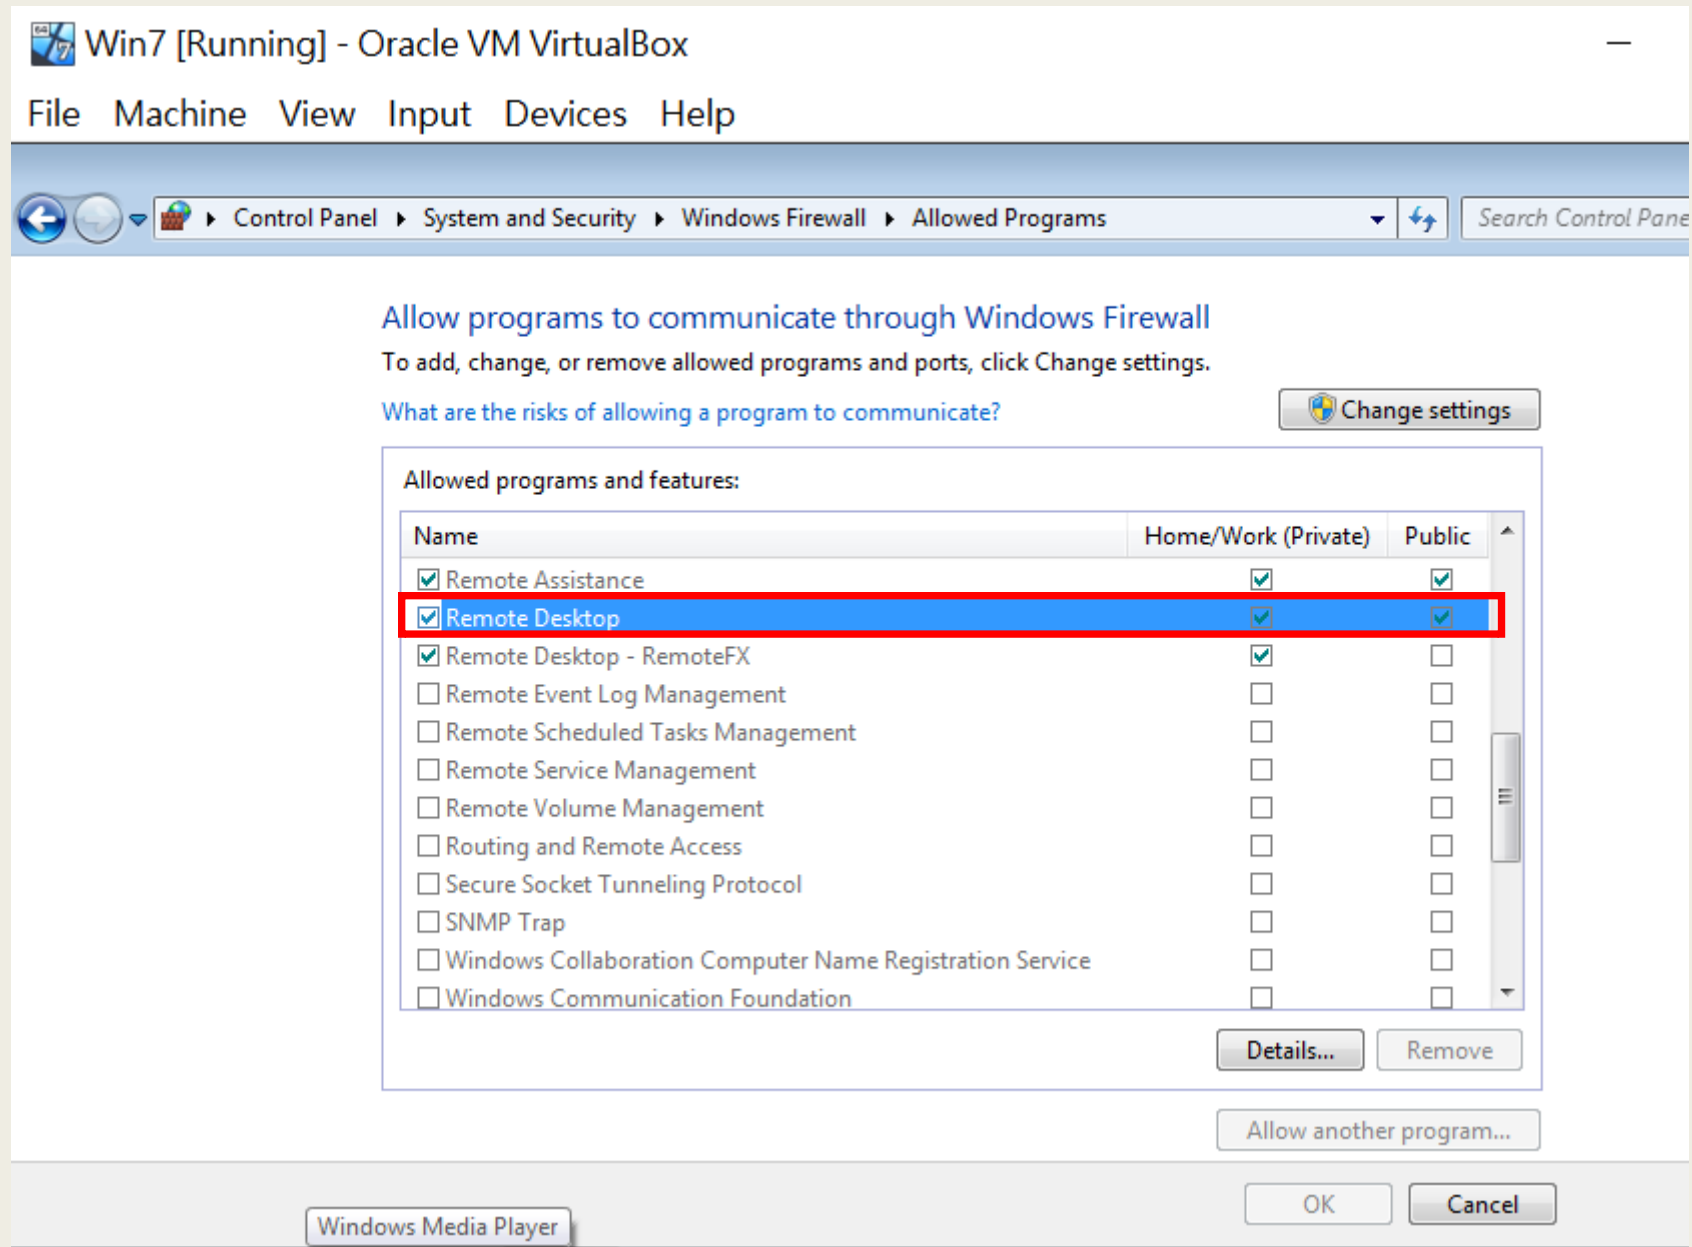 Win7 [Running] - Oracle VM VirtualBox
File Machine View Input Devices Help
Control Panel System and Security Windows Firewall Allowed Programs Search Control Pane
Allow programs to communicate through Windows Firewall
To add, change, or remove allowed programs and ports, click Change settings.
What are the risks of allowing a program to communicate? Change settings
Allowed programs and features:
Name Home/Work (Private) Public
Remote Assistance
Remote Desktop
Remote Desktop - RemoteFX
Remote Event Log Management
Remote Scheduled Tasks Management
Remote Service Management
Remote Volume Management
Routing and Remote Access
Secure Socket Tunneling Protocol
SNMP Trap
Windows Collaboration Computer Name Registration Service
Windows Communication Foundation
Details... Remove
Allow another program...
OK Cancel
Windows Media Player